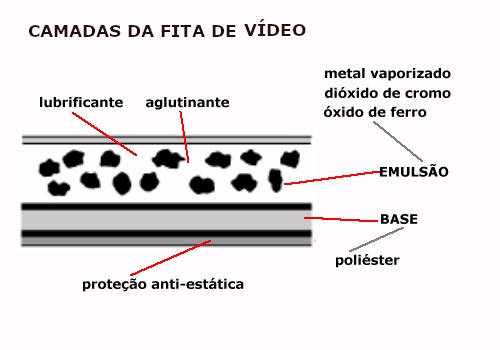 CAMADAS DA FITA DE VÍDEO
metal vaporizado
dióxido de cromo
óxido de ferro
lubrificante aglutinante
EMULSÃO
BASE
poliéster
proteção anti-estática